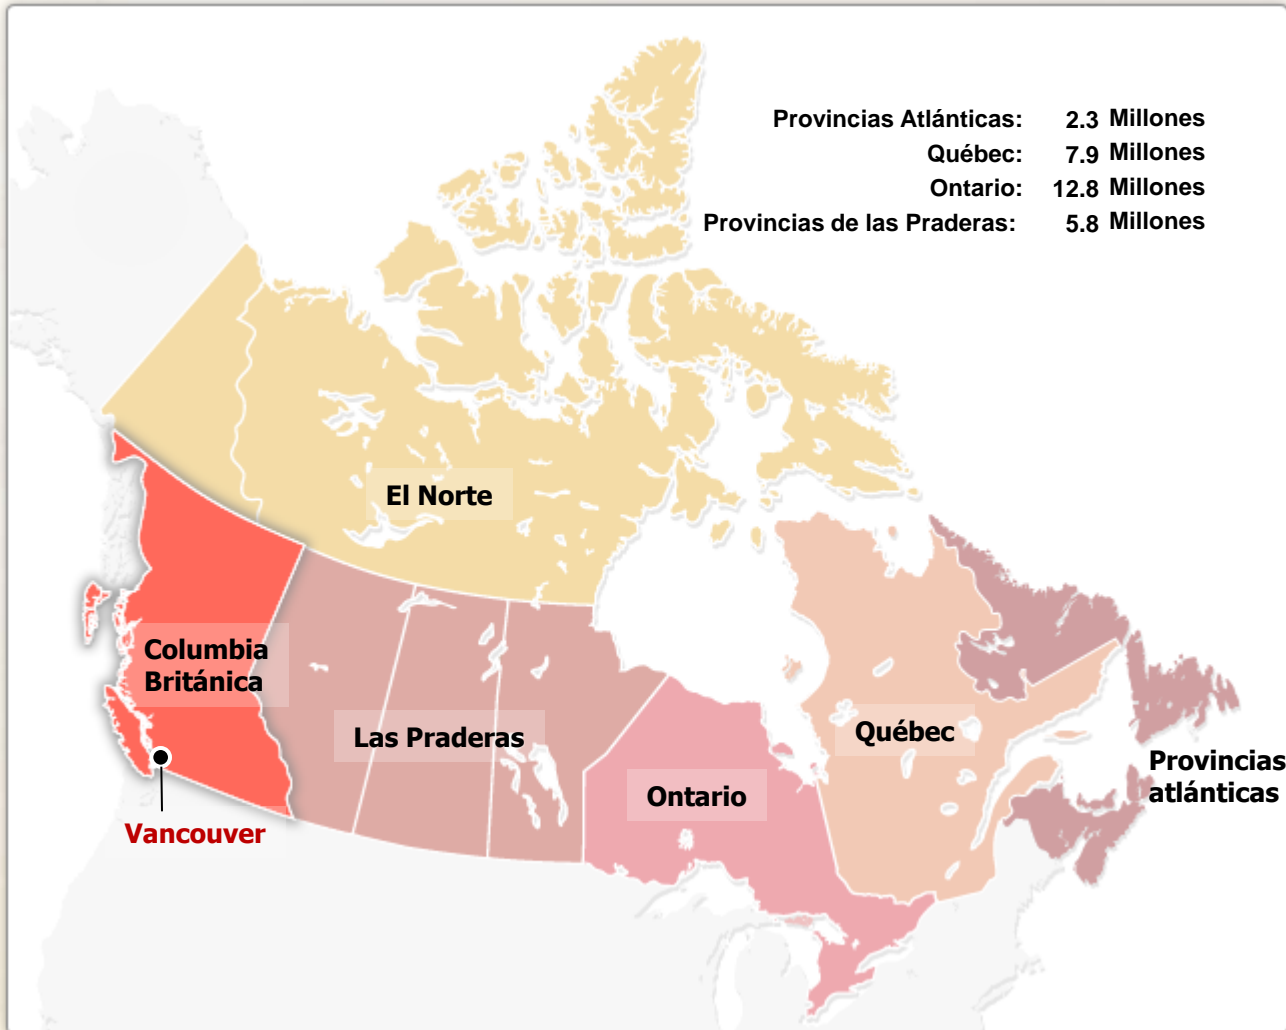 Provincias Atlánticas: 2.3 Millones
Québec: 7.9 Millones
Ontario: 12.8 Millones
Provincias de las Praderas: 5.8 Millones
El Norte
Columbia
Británica
Las Praderas
Québec
Ontario
Provincias
atlánticas
Vancouver